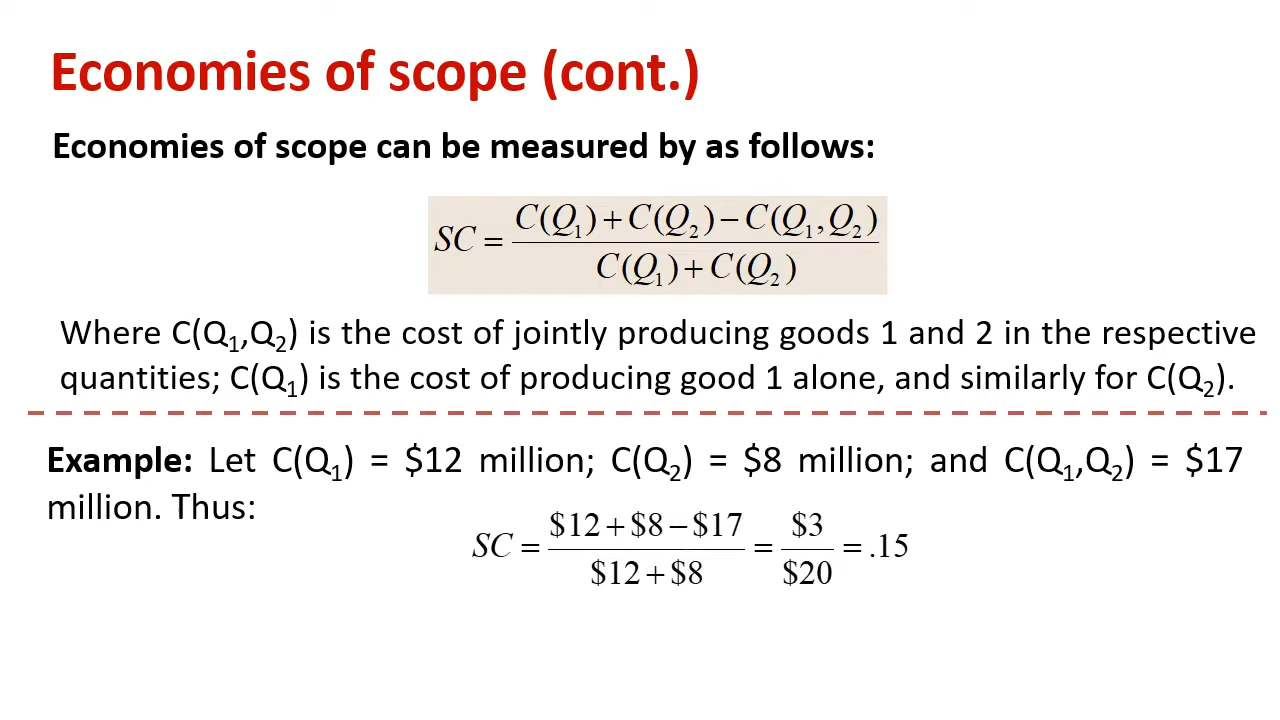 Economies of scope (cont.)
Economies of scope can be measured by as follows:
SC = \frac{C(Q₁) + C(Q₂) − C(Q₁, Q₂)}{C(Q₁) + C(Q₂)}
Where C(Q₁,Q₂) is the cost of jointly producing goods 1 and 2 in the respective
quantities; C(Q₁) is the cost of producing good 1 alone, and similarly for C(Q₂).
Example: Let C(Q₁) = $12 million; C(Q₂) = $8 million; and C(Q₁,Q₂) = $17
million. Thus:
SC = \frac{$12 + $8 − $17}{$12 + $8} = \frac{$3}{$20} = .15